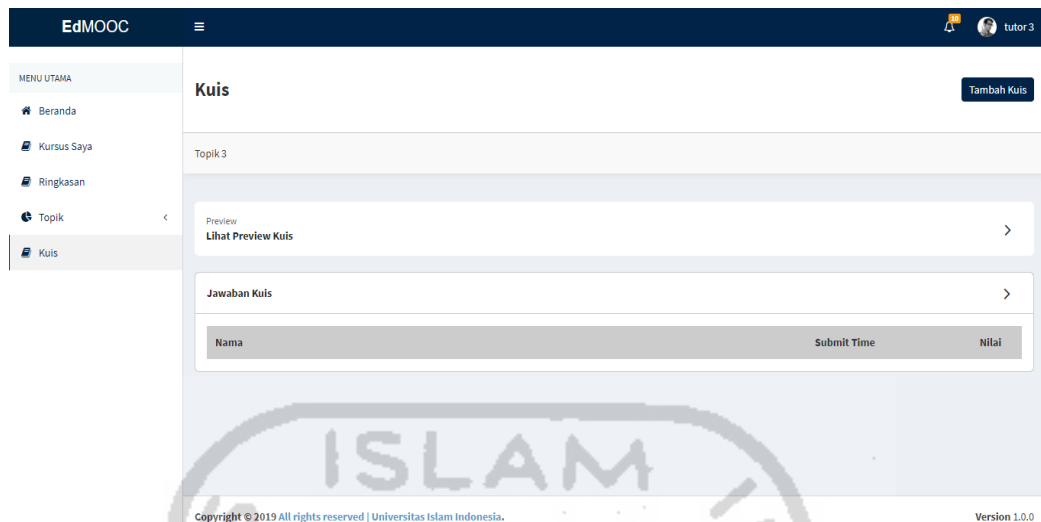 EdMOOC
10
tutor 3
MENU UTAMA
Beranda
Kursus Saya
Ringkasan
Topik
Kuis
Kuis
Tambah Kuis
Topik 3
Preview
Lihat Preview Kuis
Jawaban Kuis
Nama Submit Time Nilai
ISLAM
Copyright © 2019 All rights reserved | Universitas Islam Indonesia.
Version 1.0.0